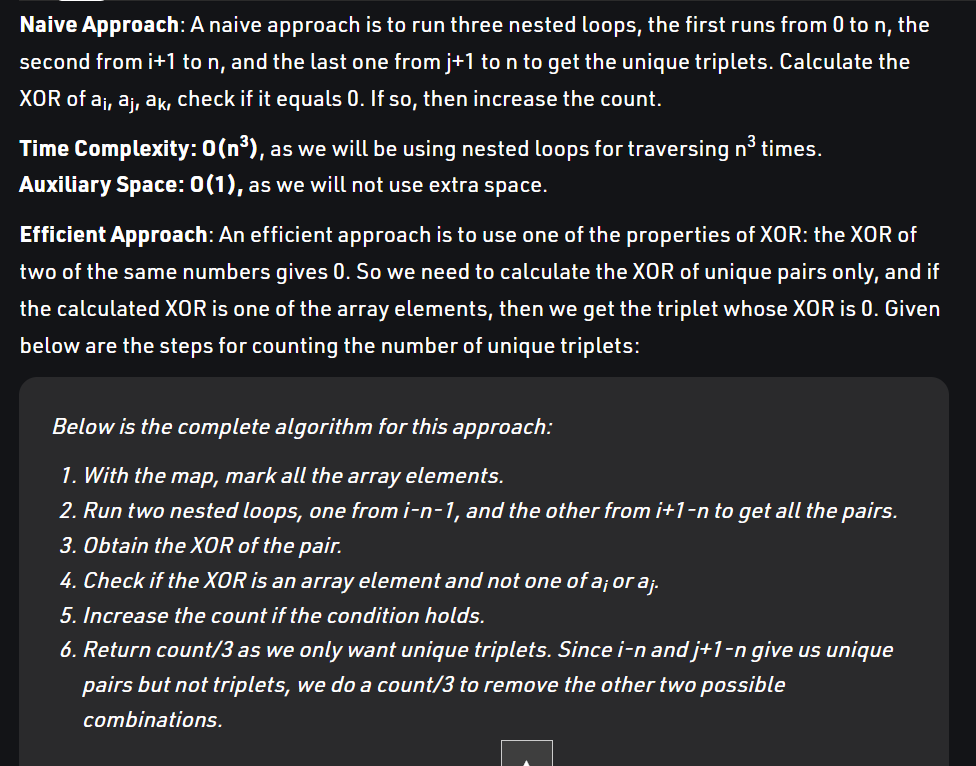 Naive Approach: A naive approach is to run three nested loops, the first runs from 0 to n, the
second from i+1 to n, and the last one from j+1 to n to get the unique triplets. Calculate the
XOR of aᵢ, aⱼ, aₖ, check if it equals 0. If so, then increase the count.
Time Complexity: O(n³), as we will be using nested loops for traversing n³ times.
Auxiliary Space: O(1), as we will not use extra space.
Efficient Approach: An efficient approach is to use one of the properties of XOR: the XOR of
two of the same numbers gives 0. So we need to calculate the XOR of unique pairs only, and if
the calculated XOR is one of the array elements, then we get the triplet whose XOR is 0. Given
below are the steps for counting the number of unique triplets:
Below is the complete algorithm for this approach:
1. With the map, mark all the array elements.
2. Run two nested loops, one from i-n-1, and the other from i+1-n to get all the pairs.
3. Obtain the XOR of the pair.
4. Check if the XOR is an array element and not one of aᵢ or aⱼ.
5. Increase the count if the condition holds.
6. Return count/3 as we only want unique triplets. Since i-n and j+1-n give us unique
pairs but not triplets, we do a count/3 to remove the other two possible
combinations.